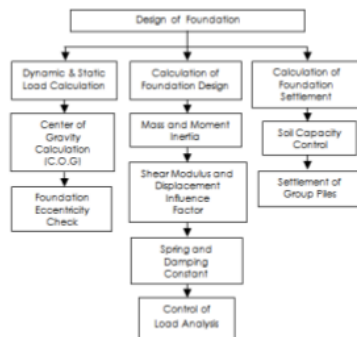 Design of Foundation
Dynamic & Static
Load Calculation
Calculation of
Foundation Design
Calculation of
Foundation
Settlement
Center of
Gravity
Calculation
(C.O.G)
Mass and Moment
Inertia
Soil Capacity
Control
Foundation
Eccentricity
Check
Shear Modulus and
Displacement
Influence
Factor
Settlement of
Group Piles
Spring and
Damping
Constant
Control of
Load Analysis